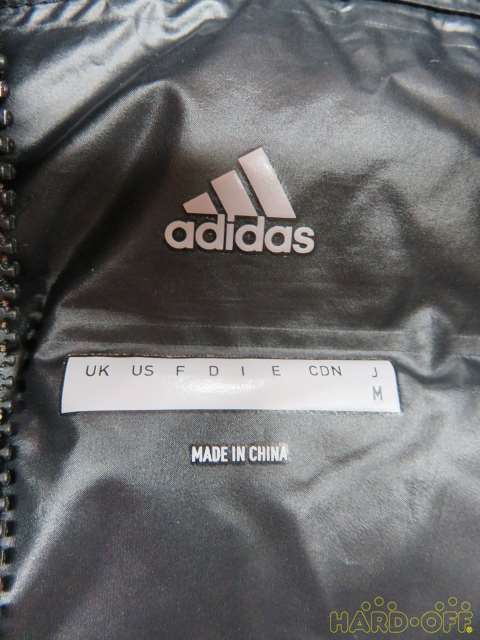 adidas
UK US F D I E CDN J
M
MADE IN CHINA
HARD-OFF